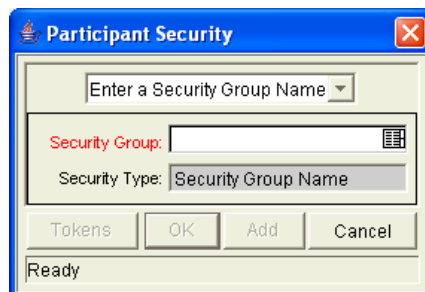 Participant Security
Enter a Security Group Name
Security Group:
Security Type: Security Group Name
Tokens OK Add Cancel
Ready